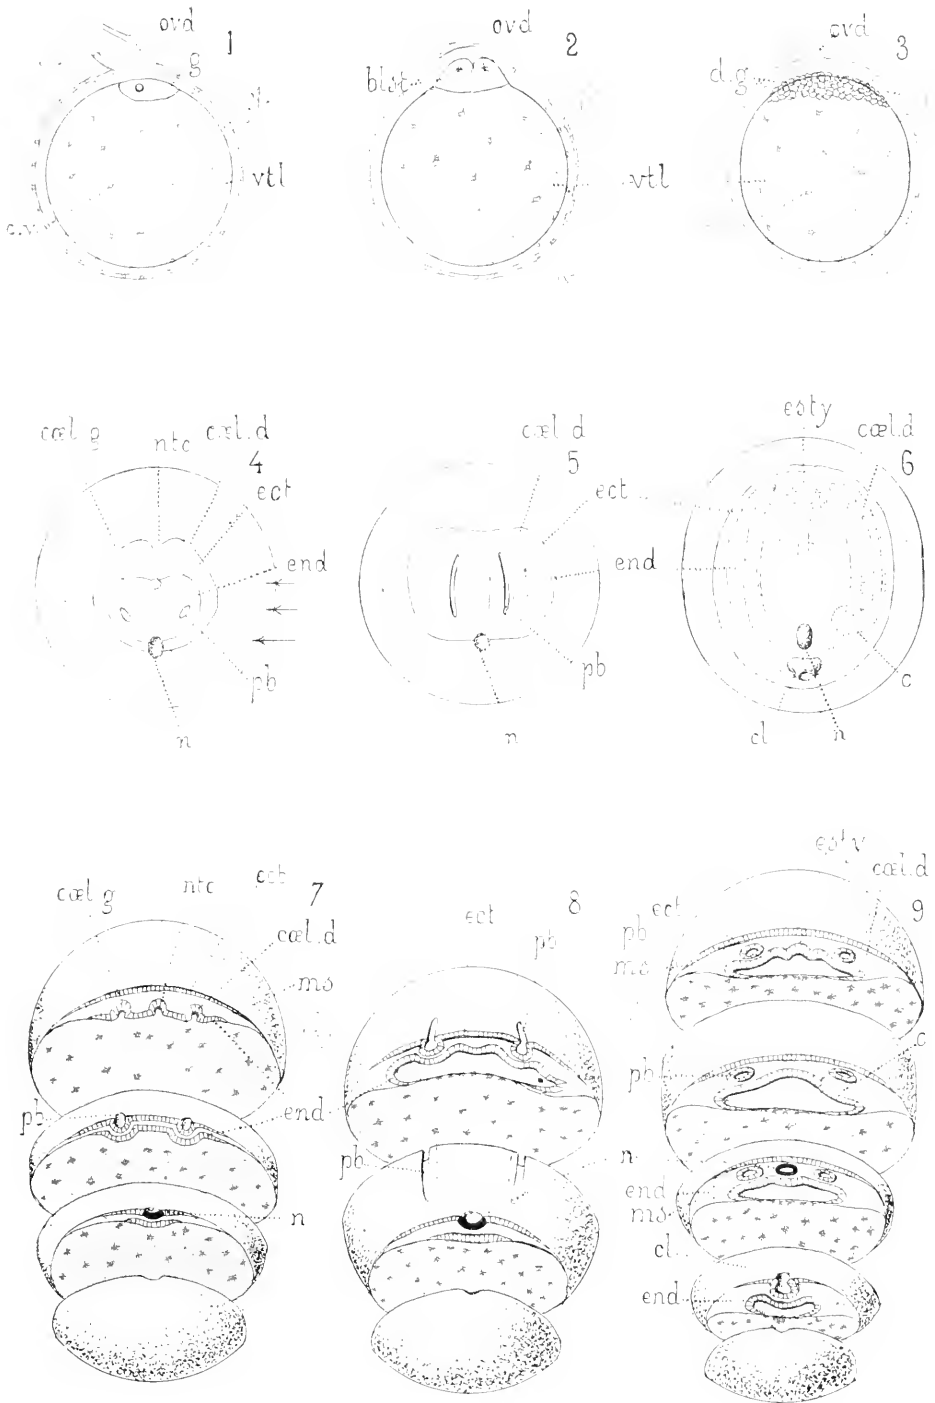 ovd
1
g
vtl
c.v
ovd
2
blst
vtl
ovd
3
d.g
cœl g
ntc
cœl.d
4
ect
end
pb
n
cœl d
5
ect
end
pb
n
esty
cœl.d
6
c
cl
n
cœl g
ntc
ect
7
cœl.d
ms
pb
end
n
ect
8
pb
pb
n
estv
cœl.d
9
ect
pb
ms
c
pb
end
ms
cl
end